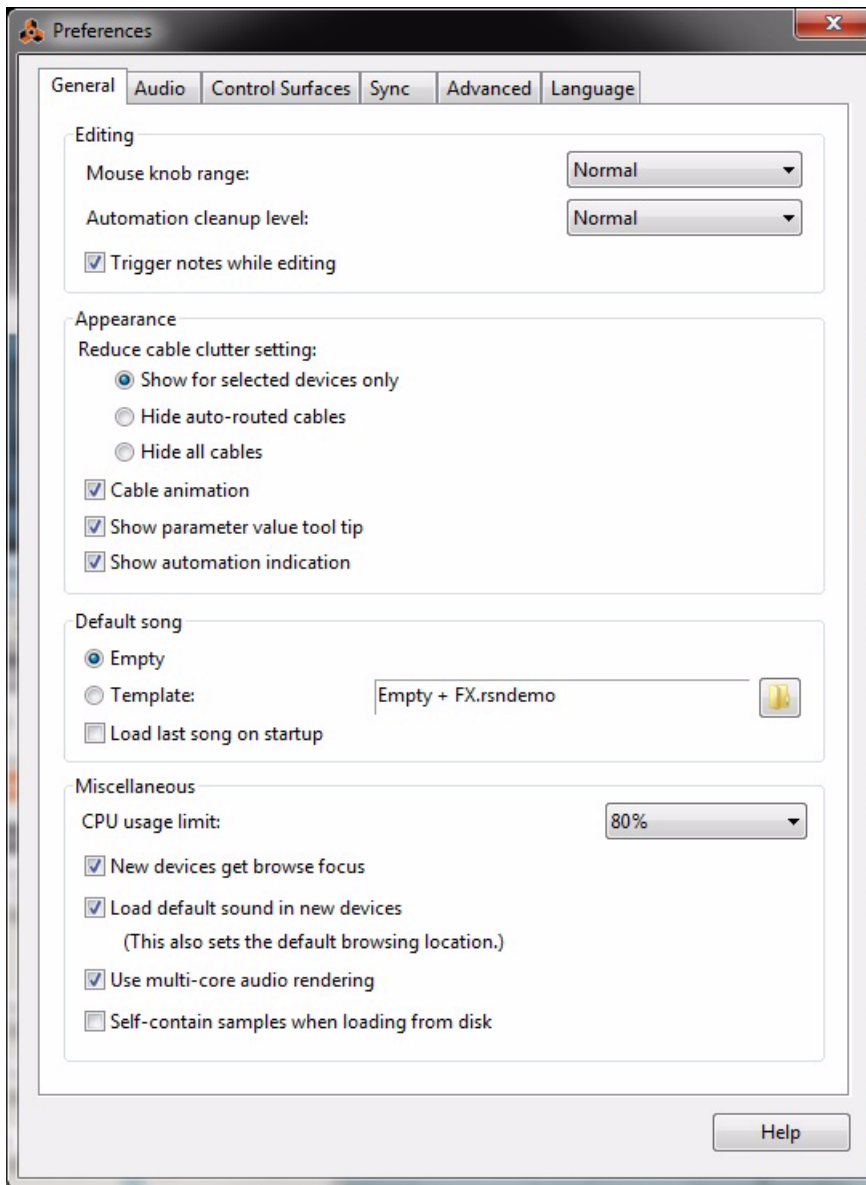 Preferences
General Audio Control Surfaces Sync Advanced Language
Editing
Mouse knob range: Normal
Automation cleanup level: Normal
Trigger notes while editing
Appearance
Reduce cable clutter setting:
Show for selected devices only
Hide auto-routed cables
Hide all cables
Cable animation
Show parameter value tool tip
Show automation indication
Default song
Empty
Template: Empty + FX.rsndemo
Load last song on startup
Miscellaneous
CPU usage limit: 80%
New devices get browse focus
Load default sound in new devices
(This also sets the default browsing location.)
Use multi-core audio rendering
Self-contain samples when loading from disk
Help